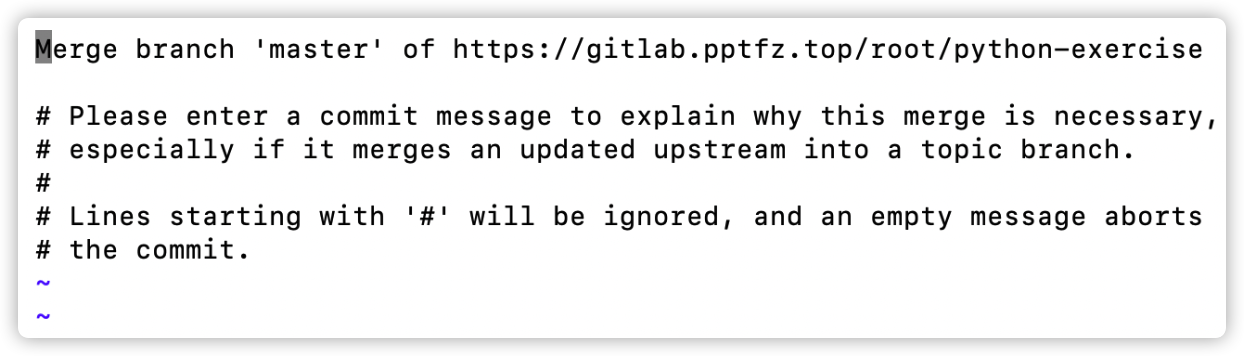 Merge branch 'master' of https://gitlab.pptfz.top/root/python-exercise
# Please enter a commit message to explain why this merge is necessary,
# especially if it merges an updated upstream into a topic branch.
#
# Lines starting with '#' will be ignored, and an empty message aborts
# the commit.
~
~